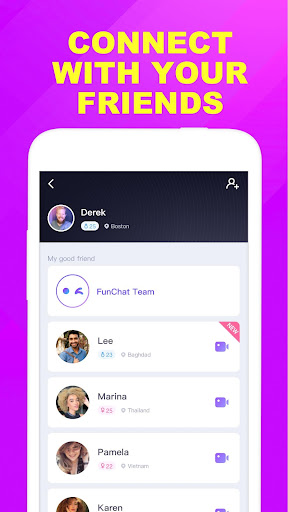 CONNECT
WITH YOUR
FRIENDS
Derek
25 Boston
My good friend
FunChat Team
NEW
Lee
23 Baghdad
Marina
25 Thailand
Pamela
22 Vietnam
Karen